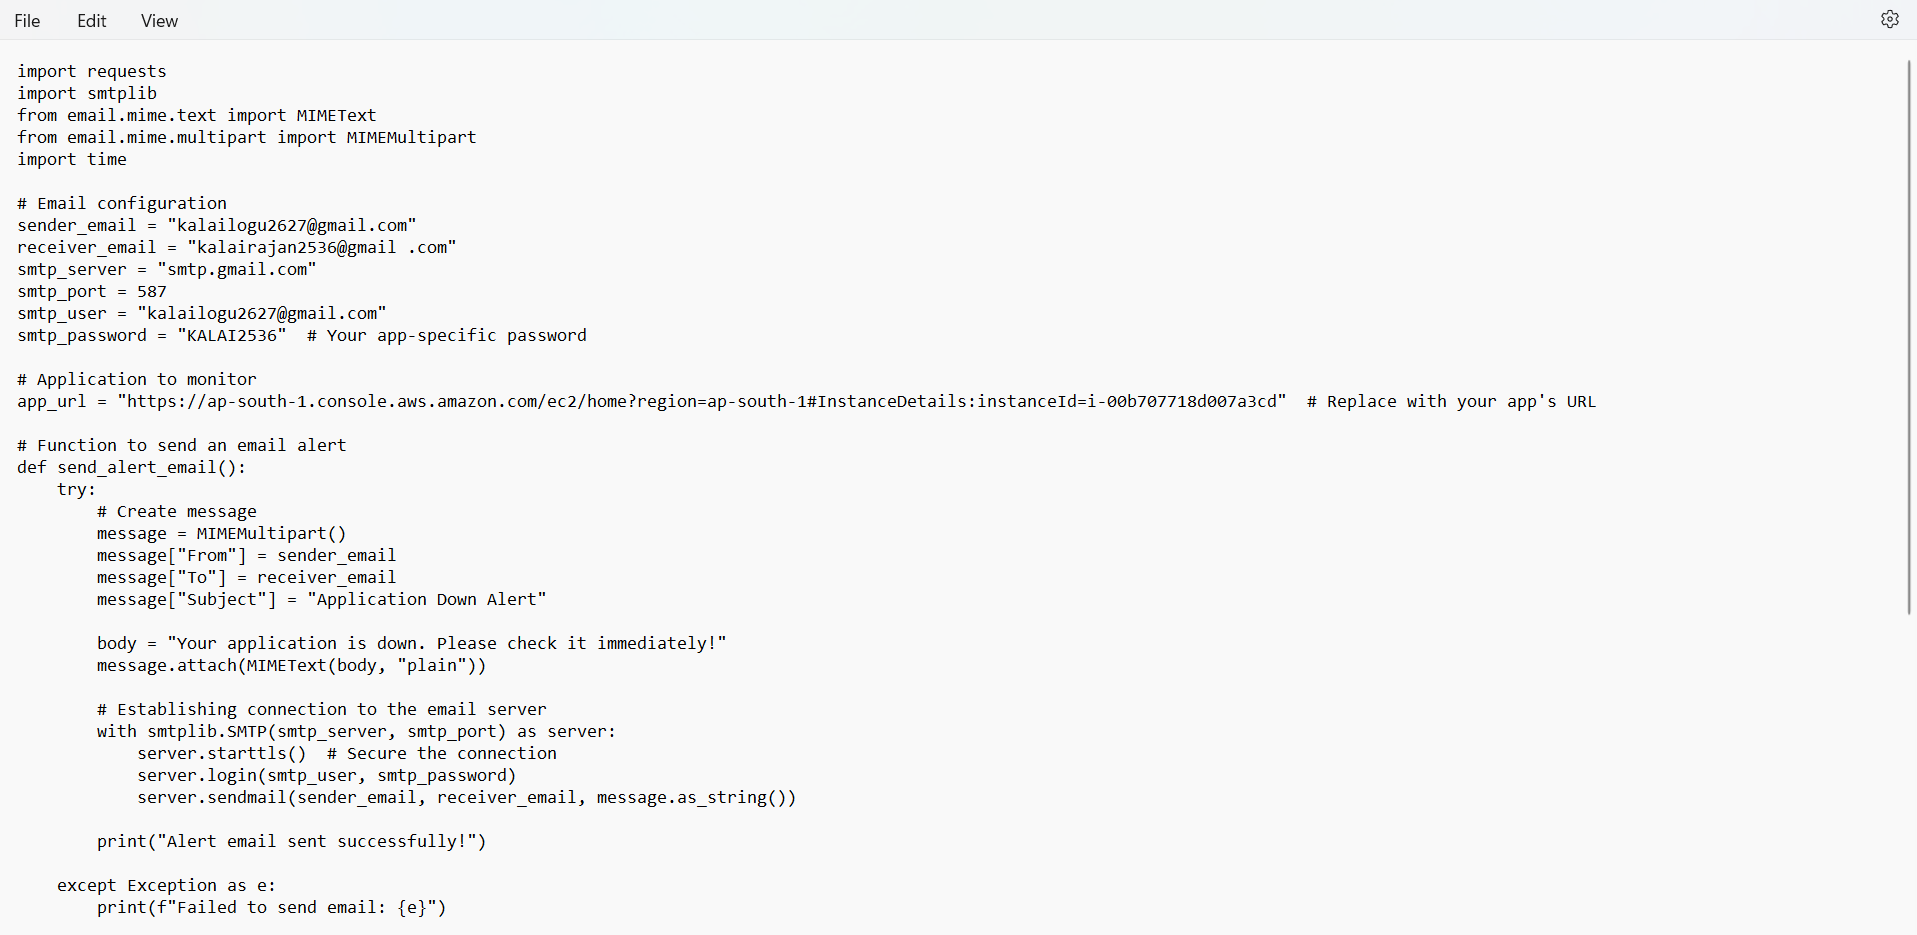 File Edit View
import requests
import smtplib
from email.mime.text import MIMEText
from email.mime.multipart import MIMEMultipart
import time
# Email configuration
sender_email = "kalailogu2627@gmail.com"
receiver_email = "kalairajan2536@gmail .com"
smtp_server = "smtp.gmail.com"
smtp_port = 587
smtp_user = "kalailogu2627@gmail.com"
smtp_password = "KALAI2536"  # Your app-specific password
# Application to monitor
app_url = "https://ap-south-1.console.aws.amazon.com/ec2/home?region=ap-south-1#InstanceDetails:instanceId=i-00b707718d007a3cd"  # Replace with your app's URL
# Function to send an email alert
def send_alert_email():
    try:
        # Create message
        message = MIMEMultipart()
        message["From"] = sender_email
        message["To"] = receiver_email
        message["Subject"] = "Application Down Alert"
        body = "Your application is down. Please check it immediately!"
        message.attach(MIMEText(body, "plain"))
        # Establishing connection to the email server
        with smtplib.SMTP(smtp_server, smtp_port) as server:
            server.starttls()  # Secure the connection
            server.login(smtp_user, smtp_password)
            server.sendmail(sender_email, receiver_email, message.as_string())
        print("Alert email sent successfully!")
    except Exception as e:
        print(f"Failed to send email: {e}")